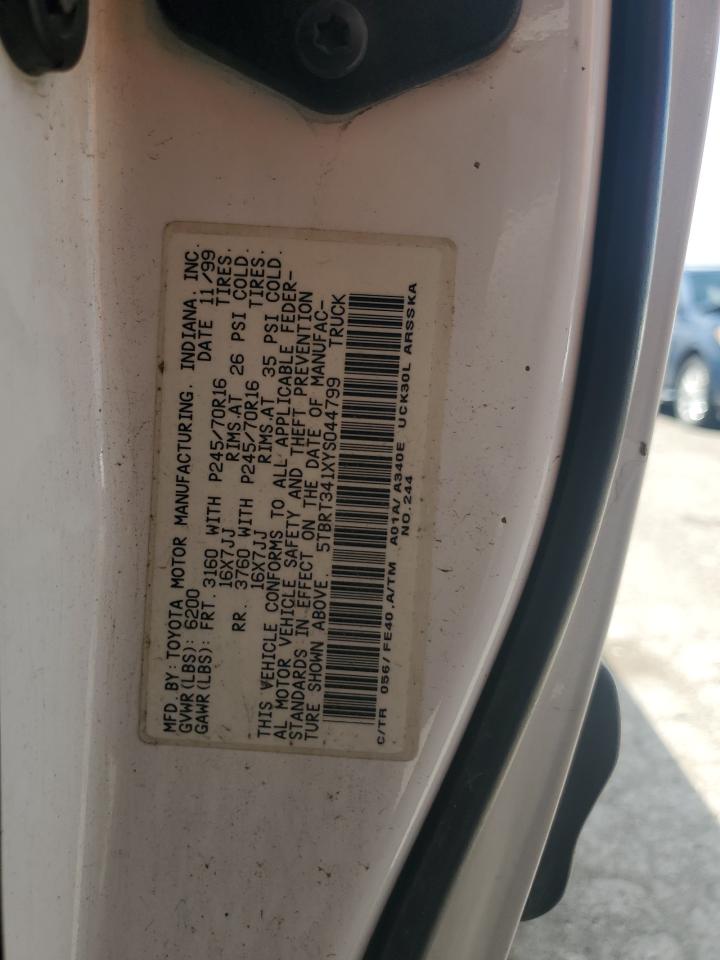 MFD. BY: TOYOTA MOTOR MANUFACTURING, INDIANA, INC.
GVWR(LBS): 6200 DATE 11/99
GAWR(LBS): FRT. 3160 WITH P245/70R16 TIRES.
16X7JJ RIMS.AT 26 PSI COLD.
RR. 3760 WITH P245/70R16 TIRES.
16X7JJ RIMS.AT 35 PSI COLD.
THIS VEHICLE CONFORMS TO ALL APPLICABLE FEDER-
AL MOTOR VEHICLE SAFETY AND THEFT PREVENTION
STANDARDS IN EFFECT ON THE DATE OF MANUFAC-
TURE SHOWN ABOVE. 5TBRT341XYS044799 TRUCK
C/TR 056/FE40,A/TM A01A/A340E UCK30L ARSSKA
NO.244